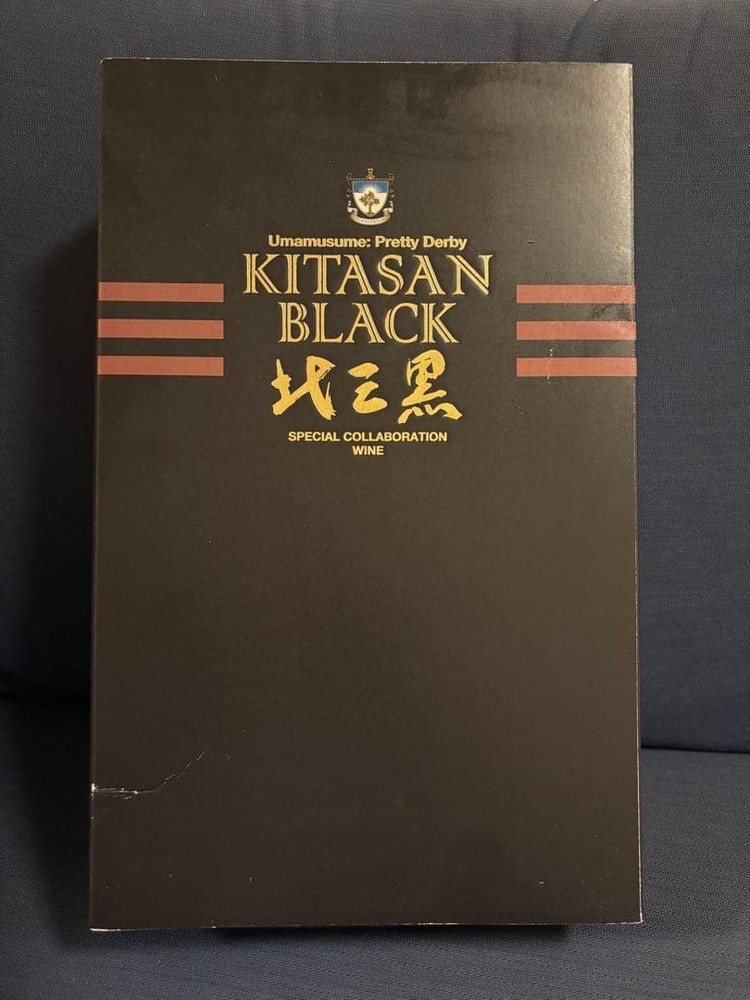 Umamusume: Pretty Derby
KITASAN
BLACK
北三黒
SPECIAL COLLABORATION
WINE